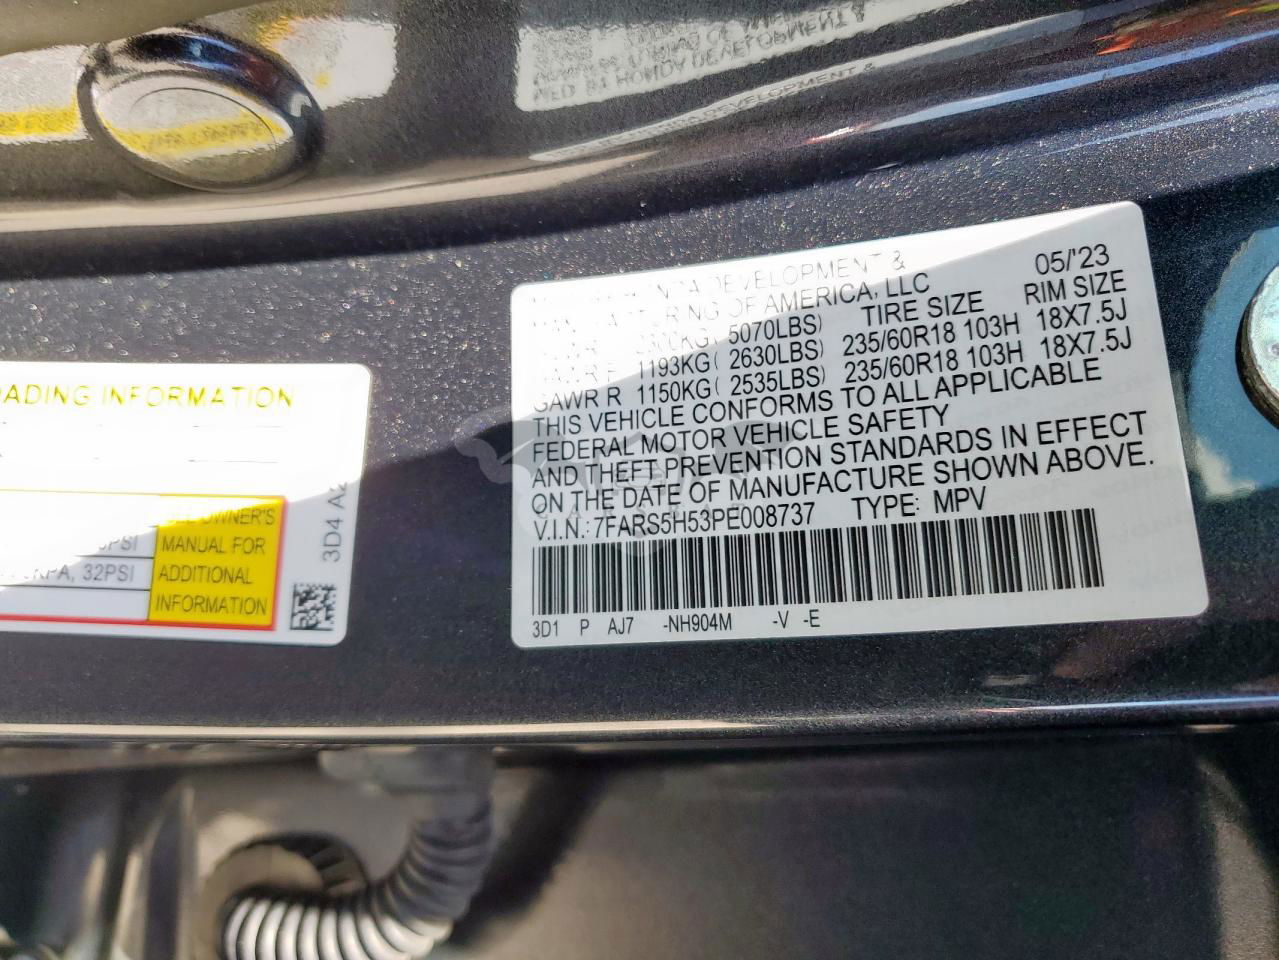 DEVELOPMENT &
OF AMERICA, LLC 05/'23
5070LBS) TIRE SIZE RIM SIZE
1193KG( 2630LBS) 235/60R18 103H 18X7.5J
GAWR R 1150KG( 2535LBS) 235/60R18 103H 18X7.5J
THIS VEHICLE CONFORMS TO ALL APPLICABLE
FEDERAL MOTOR VEHICLE SAFETY
AND THEFT PREVENTION STANDARDS IN EFFECT
ON THE DATE OF MANUFACTURE SHOWN ABOVE.
V.I.N.: 7FARS5H53PE008737 TYPE: MPV
3D1 P AJ7 -NH904M -V -E
INFORMATION
OWNER'S
MANUAL FOR
ADDITIONAL
INFORMATION
32PSI
3D4